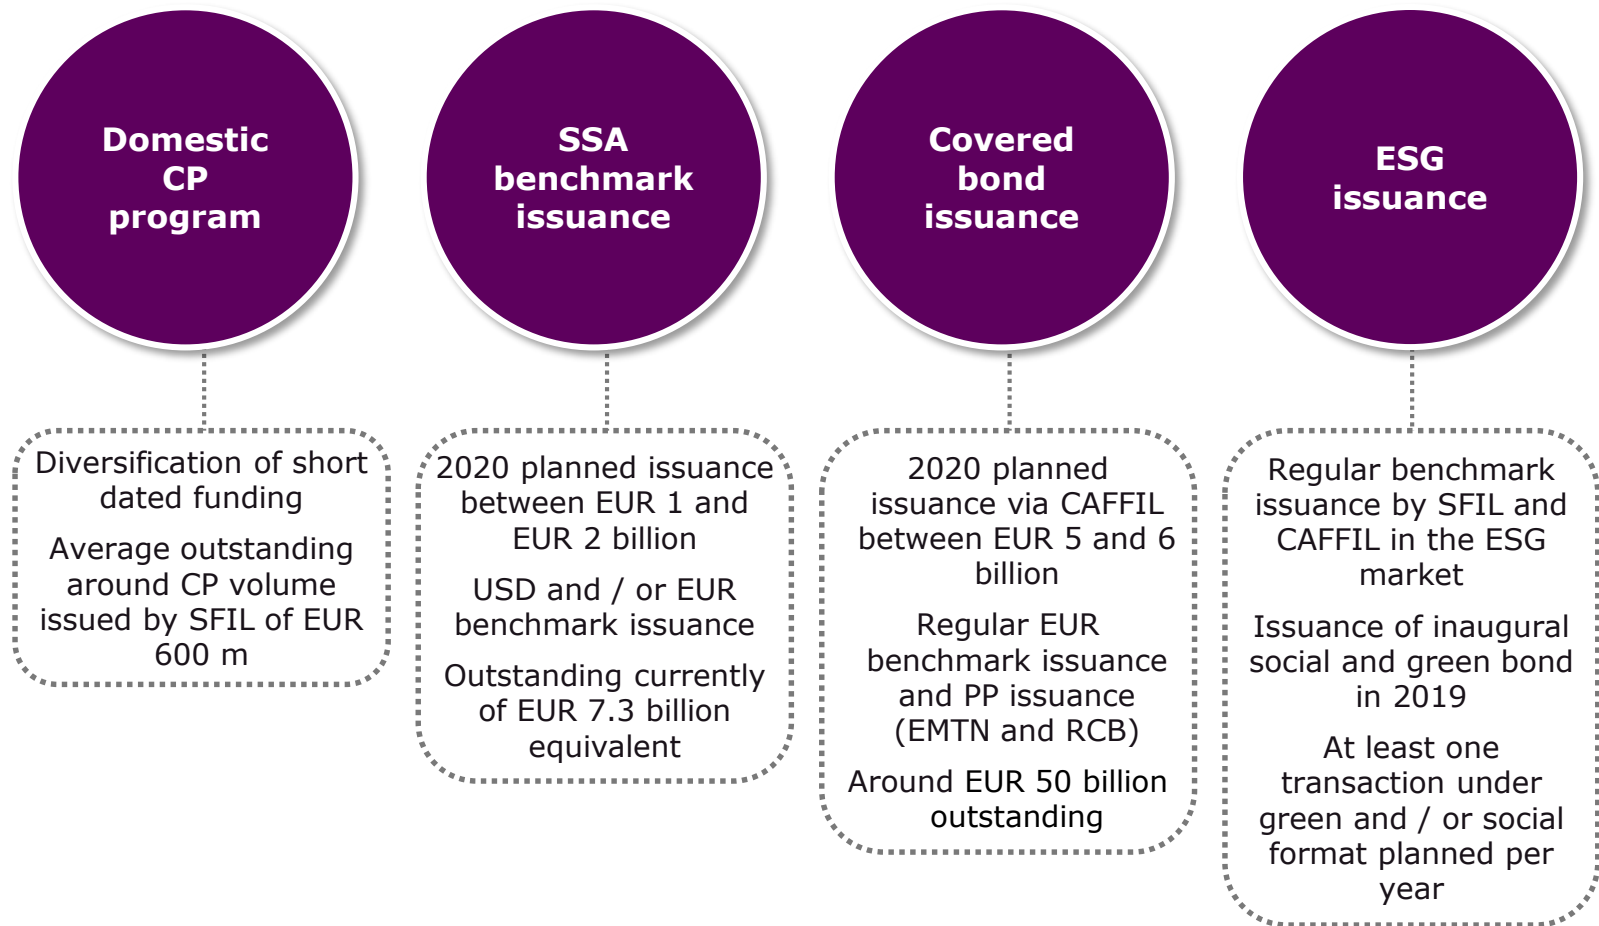 Domestic
CP
program
SSA
benchmark
issuance
Covered
bond
issuance
ESG
issuance
Diversification of short
dated funding
Average outstanding
around CP volume
issued by SFIL of EUR
600 m
2020 planned issuance
between EUR 1 and
EUR 2 billion
USD and / or EUR
benchmark issuance
Outstanding currently
of EUR 7.3 billion
equivalent
2020 planned
issuance via CAFFIL
between EUR 5 and 6
billion
Regular EUR
benchmark issuance
and PP issuance
(EMTN and RCB)
Around EUR 50 billion
outstanding
Regular benchmark
issuance by SFIL and
CAFFIL in the ESG
market
Issuance of inaugural
social and green bond
in 2019
At least one
transaction under
green and / or social
format planned per
year